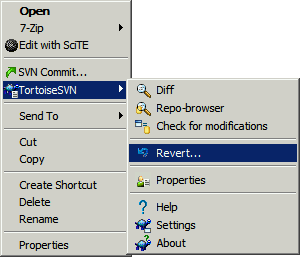 Open
7-Zip
Edit with SciTE
SVN Commit...
TortoiseSVN
Send To
Cut
Copy
Create Shortcut
Delete
Rename
Properties
Diff
Repo-browser
Check for modifications
Revert...
Properties
Help
Settings
About